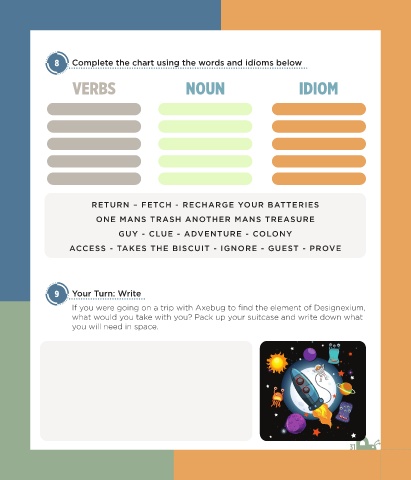 8 Complete the chart using the words and idioms below
VERBS NOUN IDIOM
RETURN - FETCH - RECHARGE YOUR BATTERIES
ONE MANS TRASH ANOTHER MANS TREASURE
GUY - CLUE - ADVENTURE - COLONY
ACCESS - TAKES THE BISCUIT - IGNORE - GUEST - PROVE
9 Your Turn: Write
If you were going on a trip with Axebug to find the element of Designexium,
what would you take with you? Pack up your suitcase and write down what
you will need in space.